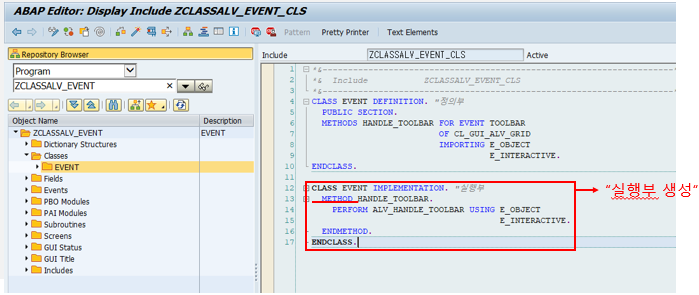 ABAP Editor: Display Include ZCLASSALV_EVENT_CLS
Pattern Pretty Printer Text Elements
Repository Browser
Program
ZCLASSALV_EVENT
Object Name Description
ZCLASSALV_EVENT EVENT
Dictionary Structures
Classes
EVENT
Fields
Events
PBO Modules
PAI Modules
Subroutines
Screens
GUI Status
GUI Title
Includes
Include ZCLASSALV_EVENT_CLS Active
1 *&---------------------------------------------------------------------*
2 *& Include ZCLASSALV_EVENT_CLS
3 *&---------------------------------------------------------------------*
4 CLASS EVENT DEFINITION. "정의부
5 PUBLIC SECTION.
6 METHODS HANDLE_TOOLBAR FOR EVENT TOOLBAR
7 OF CL_GUI_ALV_GRID
8 IMPORTING E_OBJECT
9 E_INTERACTIVE.
10 ENDCLASS.
11
12 CLASS EVENT IMPLEMENTATION. "실행부
13 METHOD HANDLE_TOOLBAR.
14 PERFORM ALV_HANDLE_TOOLBAR USING E_OBJECT
15 E_INTERACTIVE.
16 ENDMETHOD.
17 ENDCLASS.
“실행부 생성“